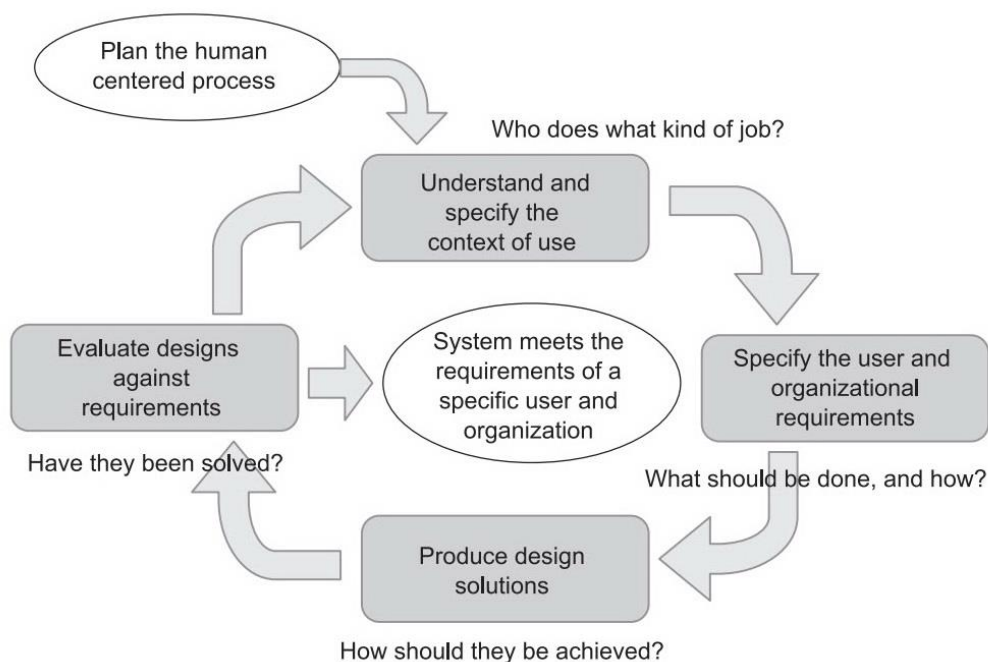 Plan the human
centered process
Who does what kind of job?
Understand and
specify the
context of use
Evaluate designs
against
requirements
System meets the
requirements of a
specific user and
organization
Specify the user and
organizational
requirements
Have they been solved?
What should be done, and how?
Produce design
solutions
How should they be achieved?